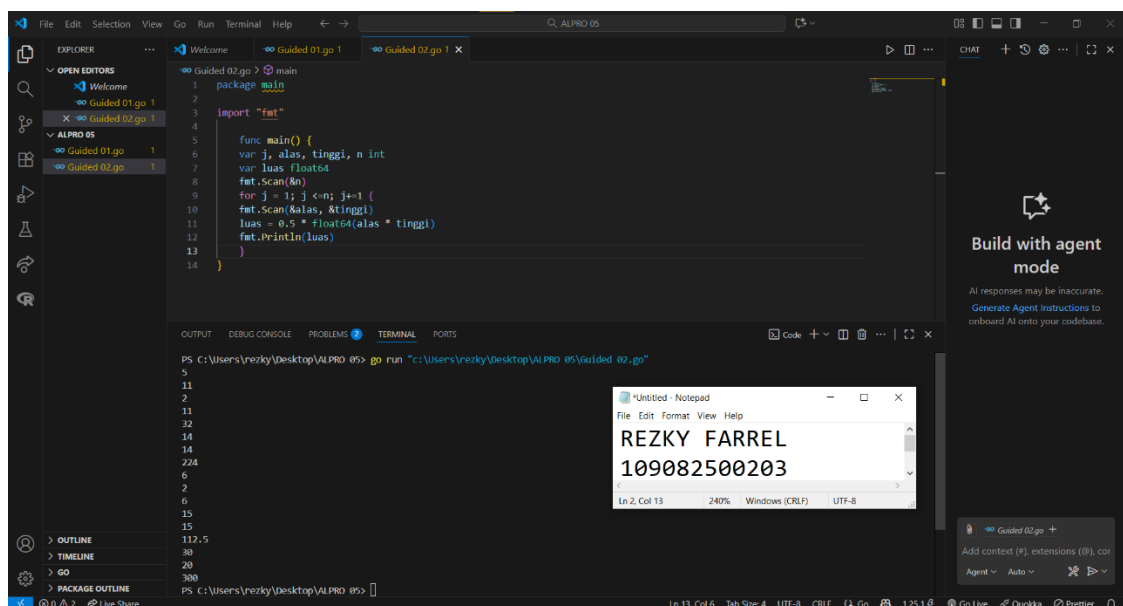 File Edit Selection View Go Run Terminal Help
ALPRO 05
EXPLORER
OPEN EDITORS
Welcome
Guided 01.go 1
Guided 02.go 1
ALPRO 05
Guided 01.go 1
Guided 02.go 1
OUTLINE
TIMELINE
GO
PACKAGE OUTLINE
Welcome Guided 01.go 1 Guided 02.go 1
Guided 02.go > main
1 package main
2
3 import "fmt"
4
5 func main() {
6 var j, alas, tinggi, n int
7 var luas float64
8 fmt.Scan(&n)
9 for j = 1; j <=n; j+=1 {
10 fmt.Scan(&alas, &tinggi)
11 luas = 0.5 * float64(alas * tinggi)
12 fmt.Println(luas)
13 }
14 }
OUTPUT DEBUG CONSOLE PROBLEMS 2 TERMINAL PORTS
Code
PS C:\Users\rezky\Desktop\ALPRO 05> go run "c:\Users\rezky\Desktop\ALPRO 05\Guided 02.go"
5
11
2
11
32
14
14
224
6
2
6
15
15
112.5
30
20
300
PS C:\Users\rezky\Desktop\ALPRO 05>
*Untitled - Notepad
File Edit Format View Help
REZKY FARREL
109082500203
Ln 2, Col 13 240% Windows (CRLF) UTF-8
CHAT
Build with agent
mode
AI responses may be inaccurate.
Generate Agent Instructions to
onboard AI onto your codebase.
Guided 02.go
Add context (#), extensions (@), cor
Agent Auto
0 2 Live Share
Ln 13, Col 6 Tab Size: 4 UTF-8 CRLF Go Go Live Quokka Prettier